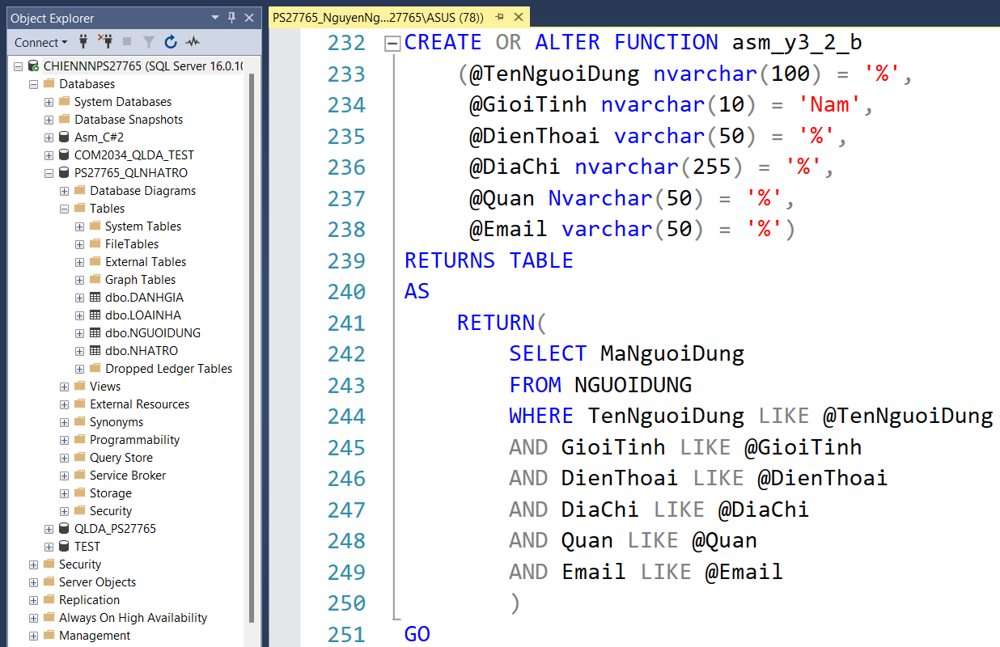 Object Explorer
Connect
CHIENNNPS27765 (SQL Server 16.0.10
Databases
System Databases
Database Snapshots
Asm_C#2
COM2034_QLDA_TEST
PS27765_QLNHATRO
Database Diagrams
Tables
System Tables
FileTables
External Tables
Graph Tables
dbo.DANHGIA
dbo.LOAINHA
dbo.NGUOIDUNG
dbo.NHATRO
Dropped Ledger Tables
Views
External Resources
Synonyms
Programmability
Query Store
Service Broker
Storage
Security
QLDA_PS27765
TEST
Security
Server Objects
Replication
Always On High Availability
Management
PS27765_NguyenNg...27765\ASUS (78))
232 CREATE OR ALTER FUNCTION asm_y3_2_b
233 (@TenNguoiDung nvarchar(100) = '%',
234 @GioiTinh nvarchar(10) = 'Nam',
235 @DienThoai varchar(50) = '%',
236 @DiaChi nvarchar(255) = '%',
237 @Quan Nvarchar(50) = '%',
238 @Email varchar(50) = '%')
239 RETURNS TABLE
240 AS
241 RETURN(
242 SELECT MaNguoiDung
243 FROM NGUOIDUNG
244 WHERE TenNguoiDung LIKE @TenNguoiDung
245 AND GioiTinh LIKE @GioiTinh
246 AND DienThoai LIKE @DienThoai
247 AND DiaChi LIKE @DiaChi
248 AND Quan LIKE @Quan
249 AND Email LIKE @Email
250 )
251 GO